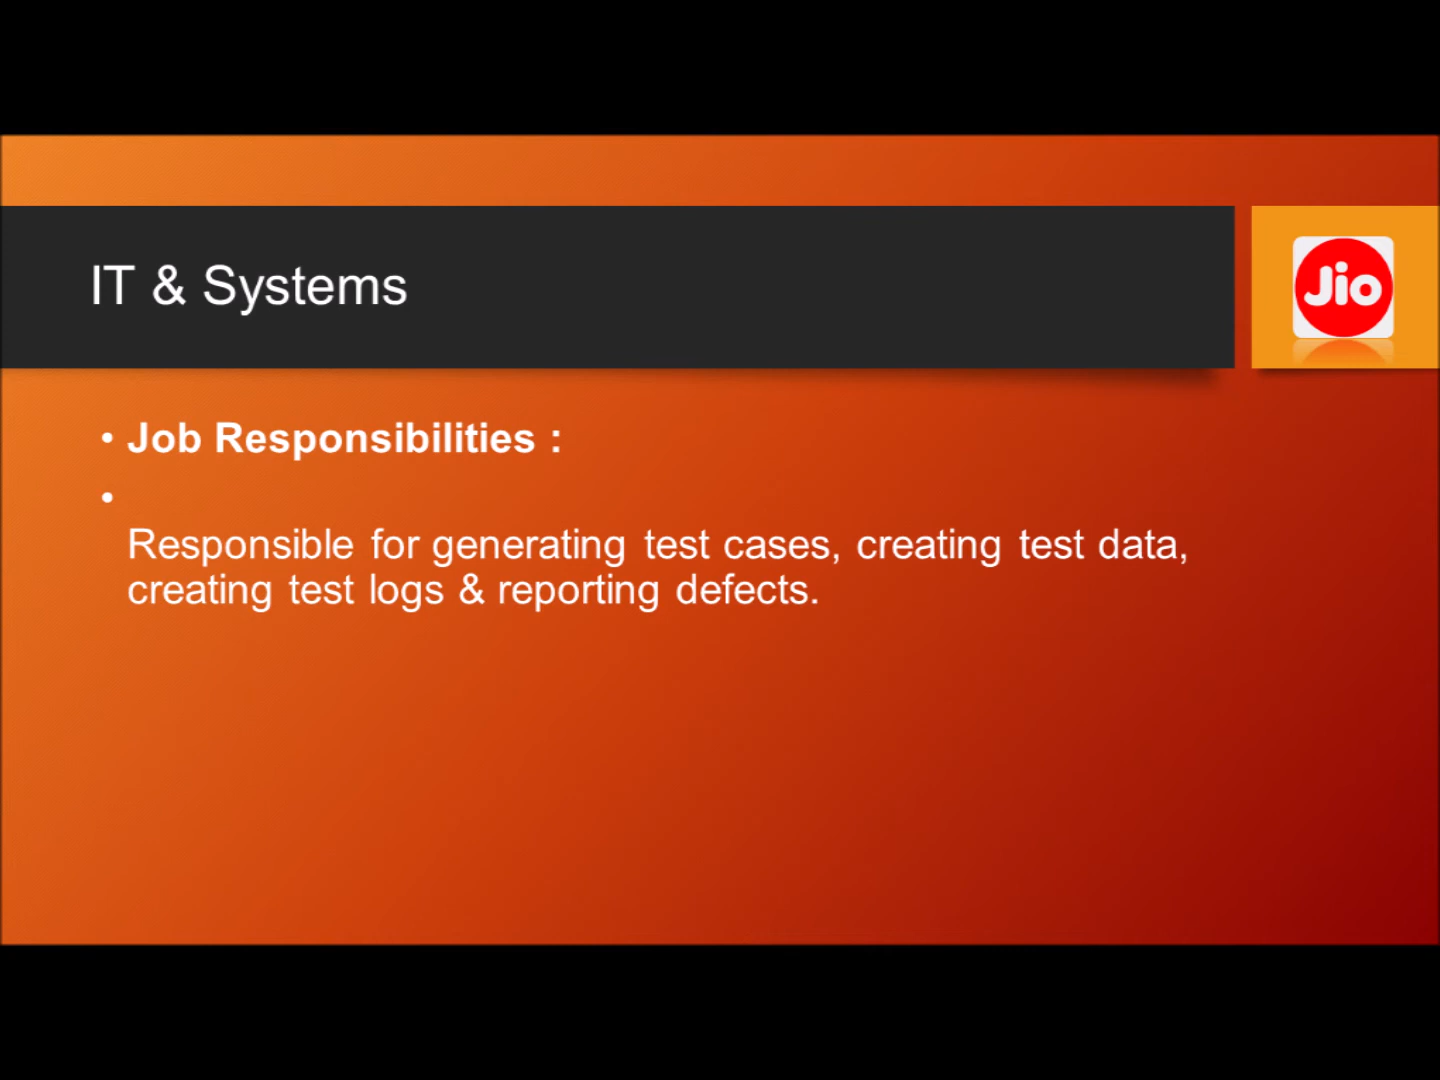 IT & Systems
Jio
• Job Responsibilities :
•
Responsible for generating test cases, creating test data,
creating test logs & reporting defects.